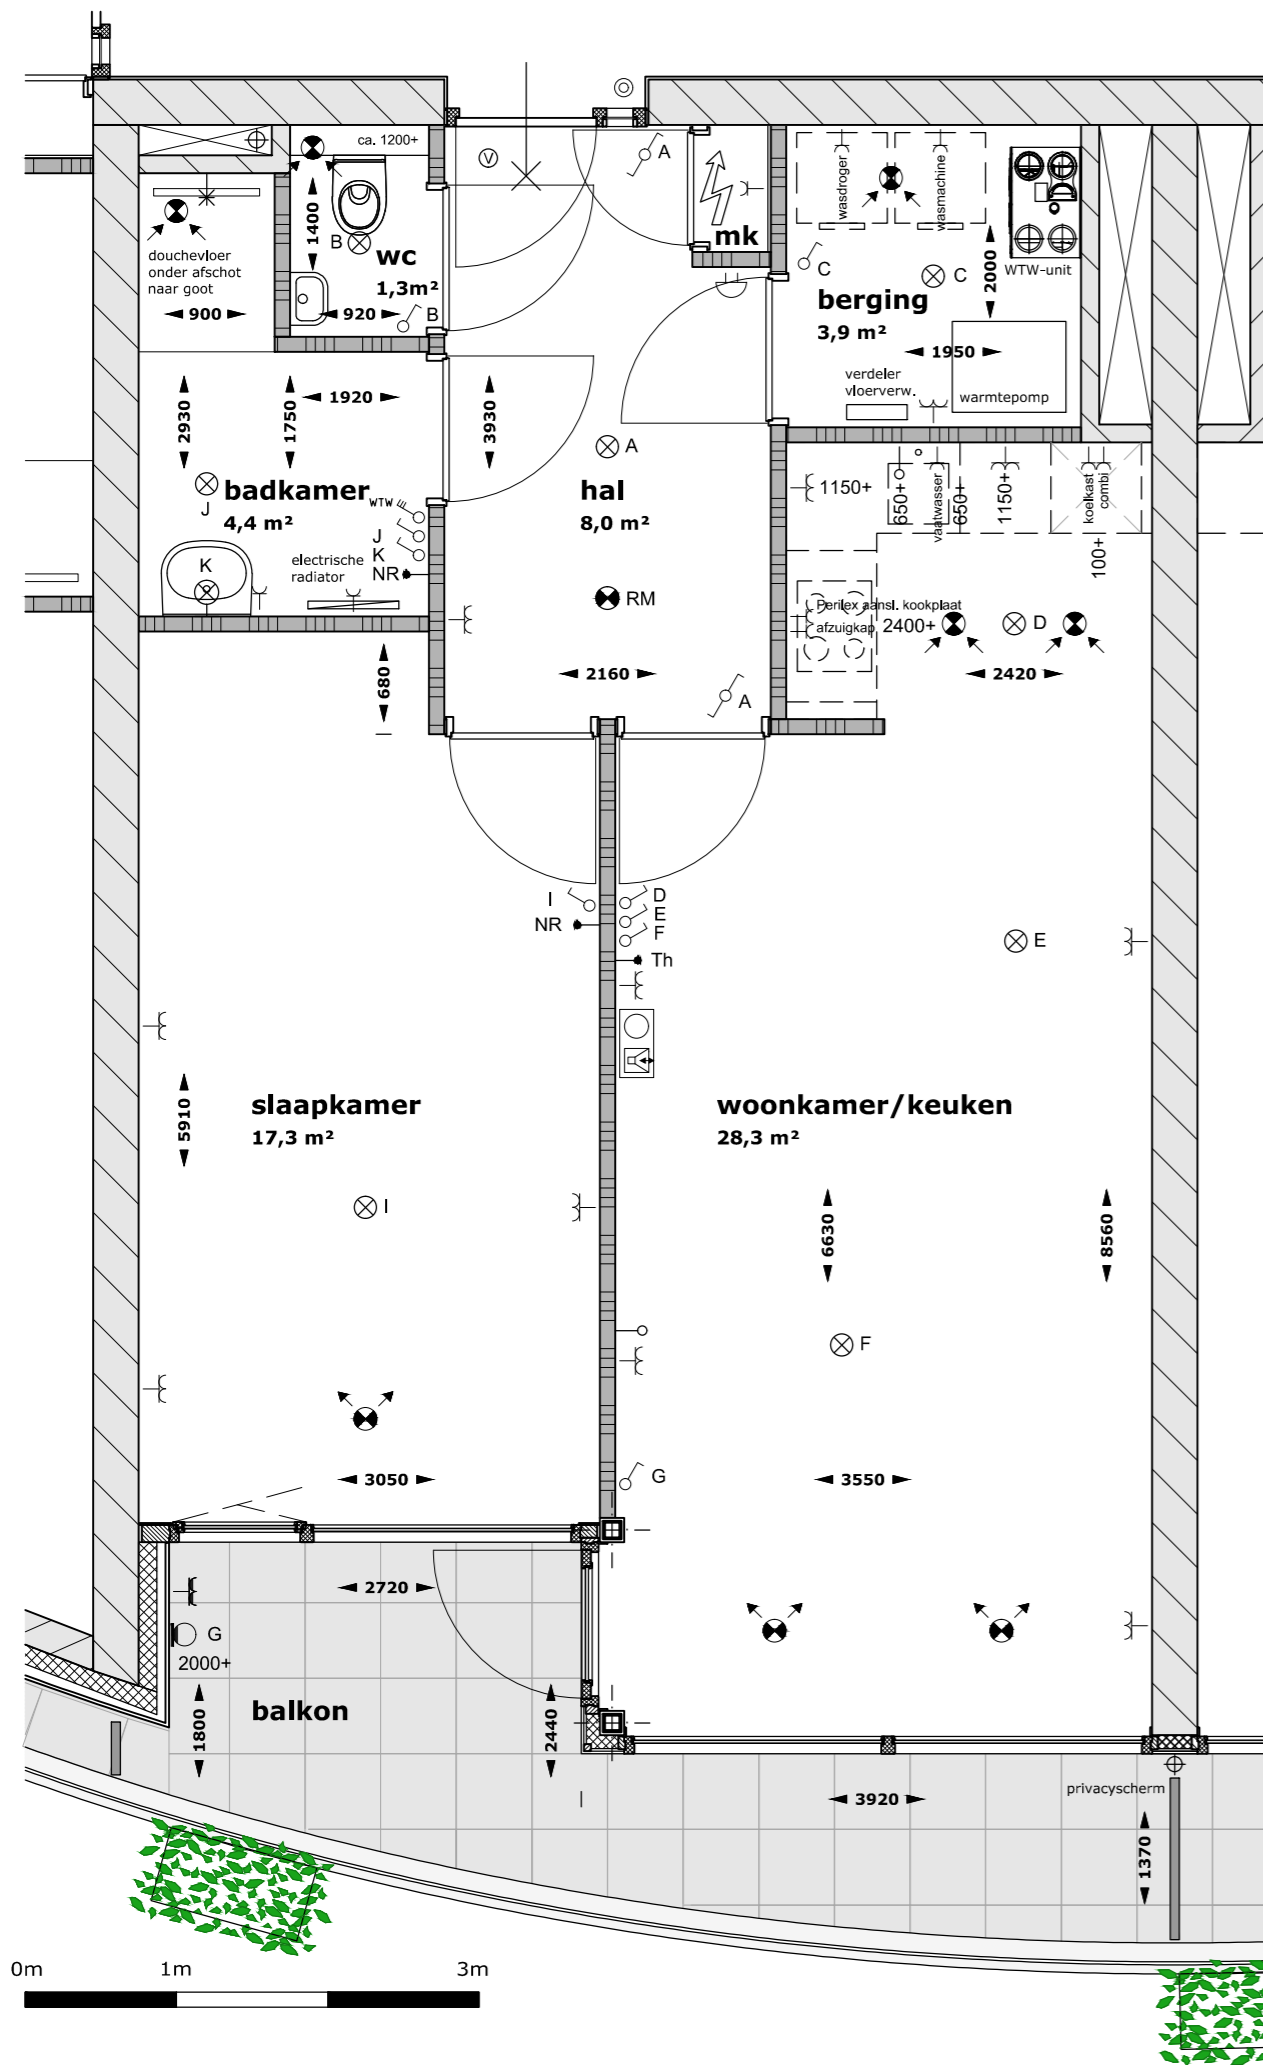 ca. 1200+
V
A
wasdroger
wasmachine
1400
B
wc
1,3m²
mk
douchevloer
onder afschot
naar goot
900
920
B
C
C
2000
WTW-unit
berging
3,9 m²
1950
verdeler
vloerverw.
warmtepomp
2930
1750
1920
3930
A
J
badkamer
4,4 m²
WTW
J
K
NR
hal
8,0 m²
1150+
650+
vaatwasser
650+
1150+
koelkast
combi
100+
K
electrische
radiator
RM
Perilex aansl. kookplaat
afzuigkap
2400+
D
2420
680
2160
A
I
NR
D
E
F
Th
E
slaapkamer
17,3 m²
5910
woonkamer/keuken
28,3 m²
I
6630
8560
F
3050
G
3550
2720
G
2000+
balkon
1800
2440
3920
privacyscherm
1370
0m
1m
3m